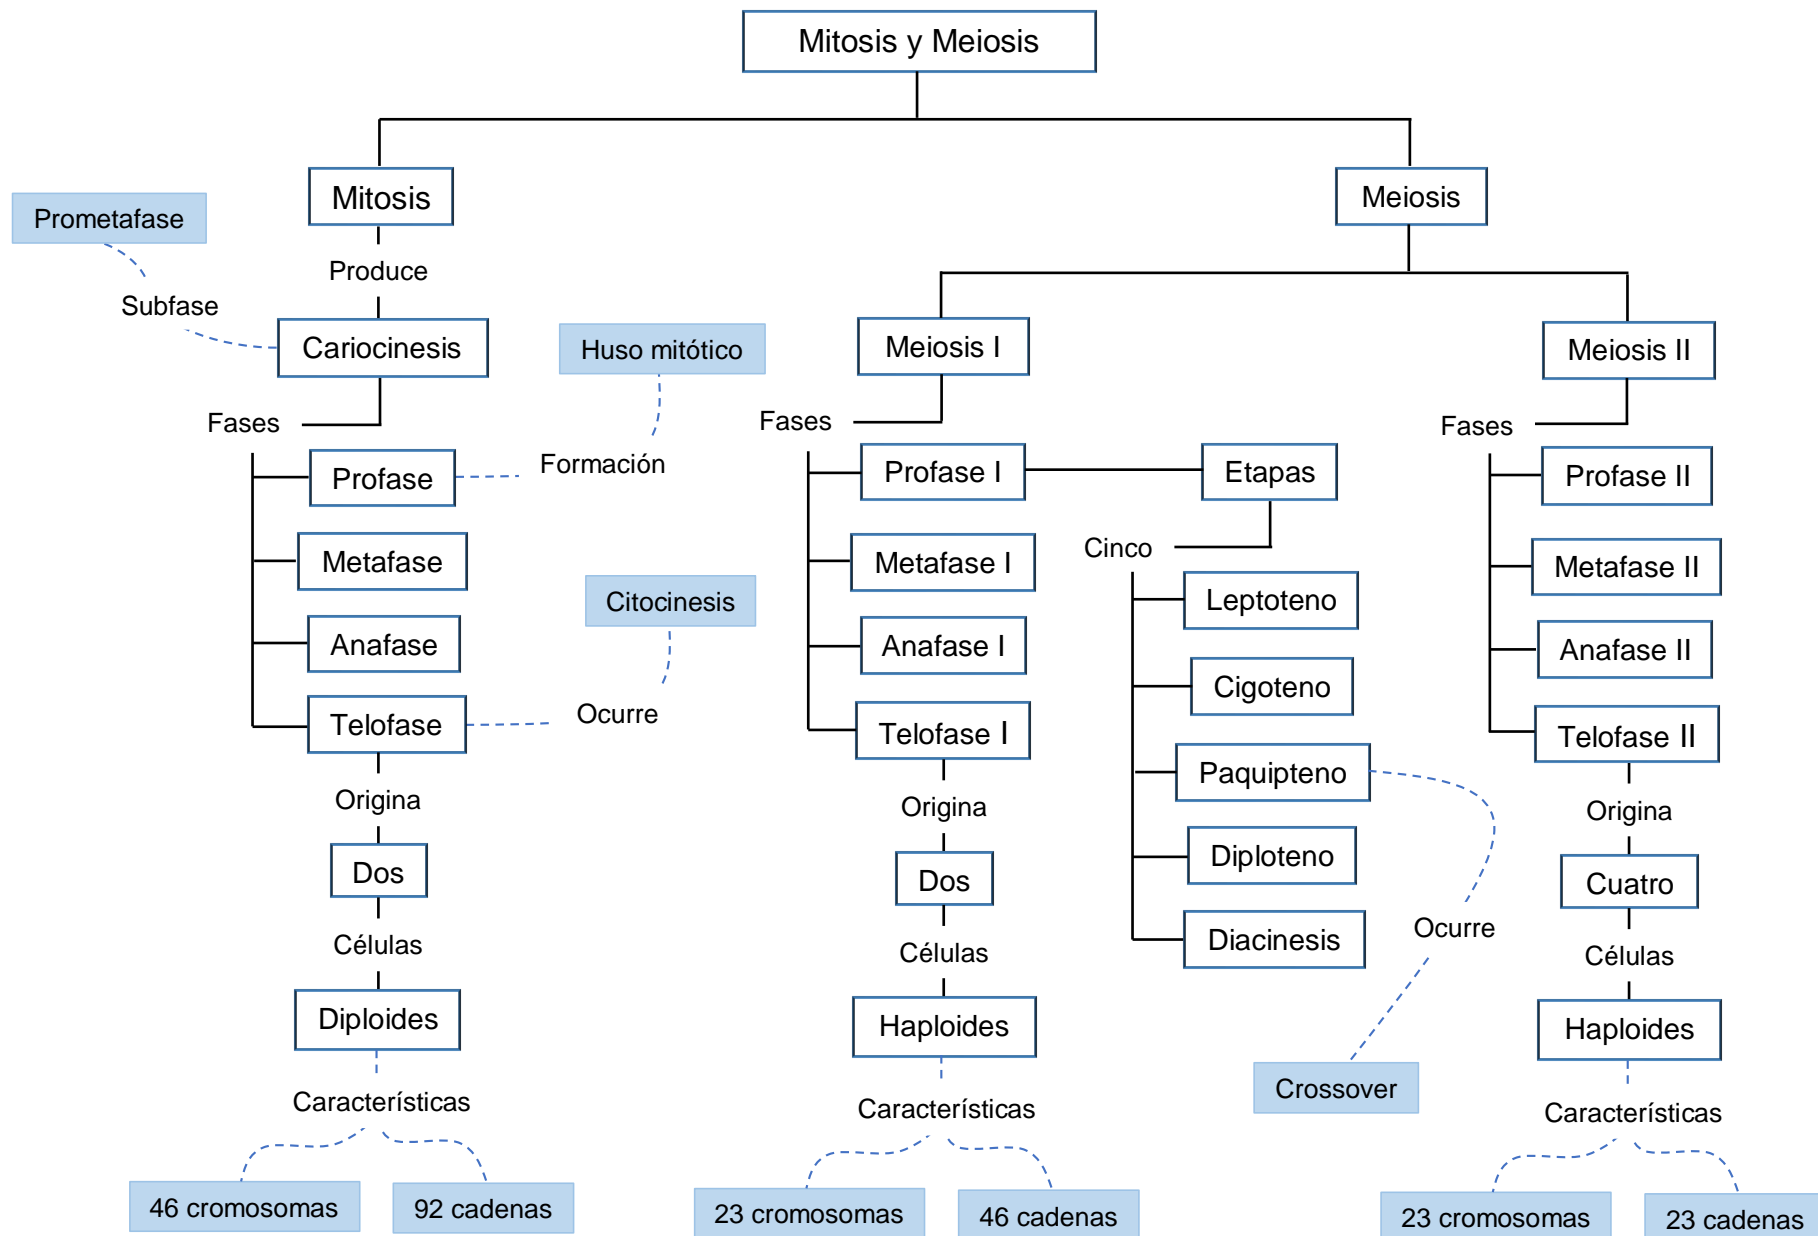 Mitosis y Meiosis
Mitosis
Meiosis
Prometafase
Produce
Subfase
Cariocinesis
Huso mitótico
Meiosis I
Meiosis II
Fases
Formación
Fases
Fases
Profase
Profase I
Etapas
Profase II
Metafase
Metafase I
Cinco
Metafase II
Citocinesis
Leptoteno
Anafase
Anafase I
Anafase II
Cigoteno
Telofase
Ocurre
Telofase I
Telofase II
Paquipteno
Origina
Origina
Origina
Dos
Dos
Diploteno
Cuatro
Células
Células
Diacinesis
Ocurre
Células
Diploides
Haploides
Haploides
Crossover
Características
Características
Características
46 cromosomas
92 cadenas
23 cromosomas
46 cadenas
23 cromosomas
23 cadenas